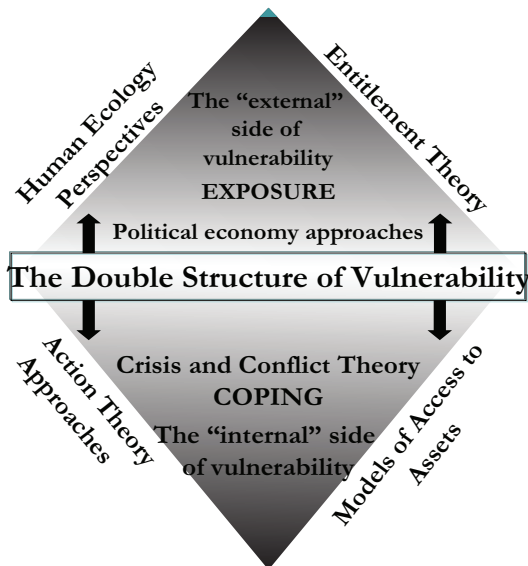 Human Ecology
Perspectives
Entitlement Theory
The “external”
side of
vulnerability
EXPOSURE
Political economy approaches
The Double Structure of Vulnerability
Action Theory
Approaches
Crisis and Conflict Theory
COPING
The “internal” side
of vulnerability
Models of Access to
Assets